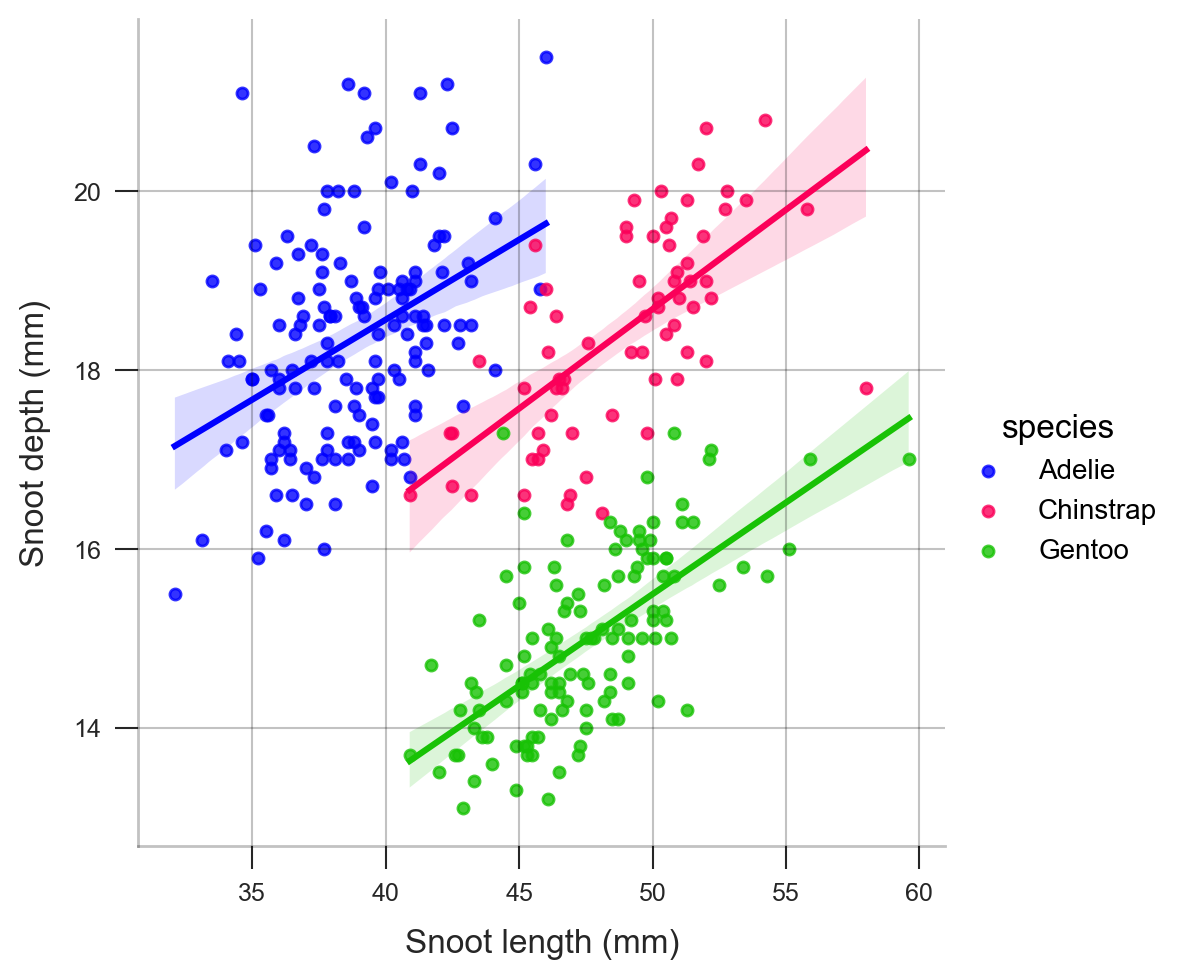 20
18
16
14
Snoot depth (mm)
35 40 45 50 55 60
Snoot length (mm)
species
Adelie
Chinstrap
Gentoo